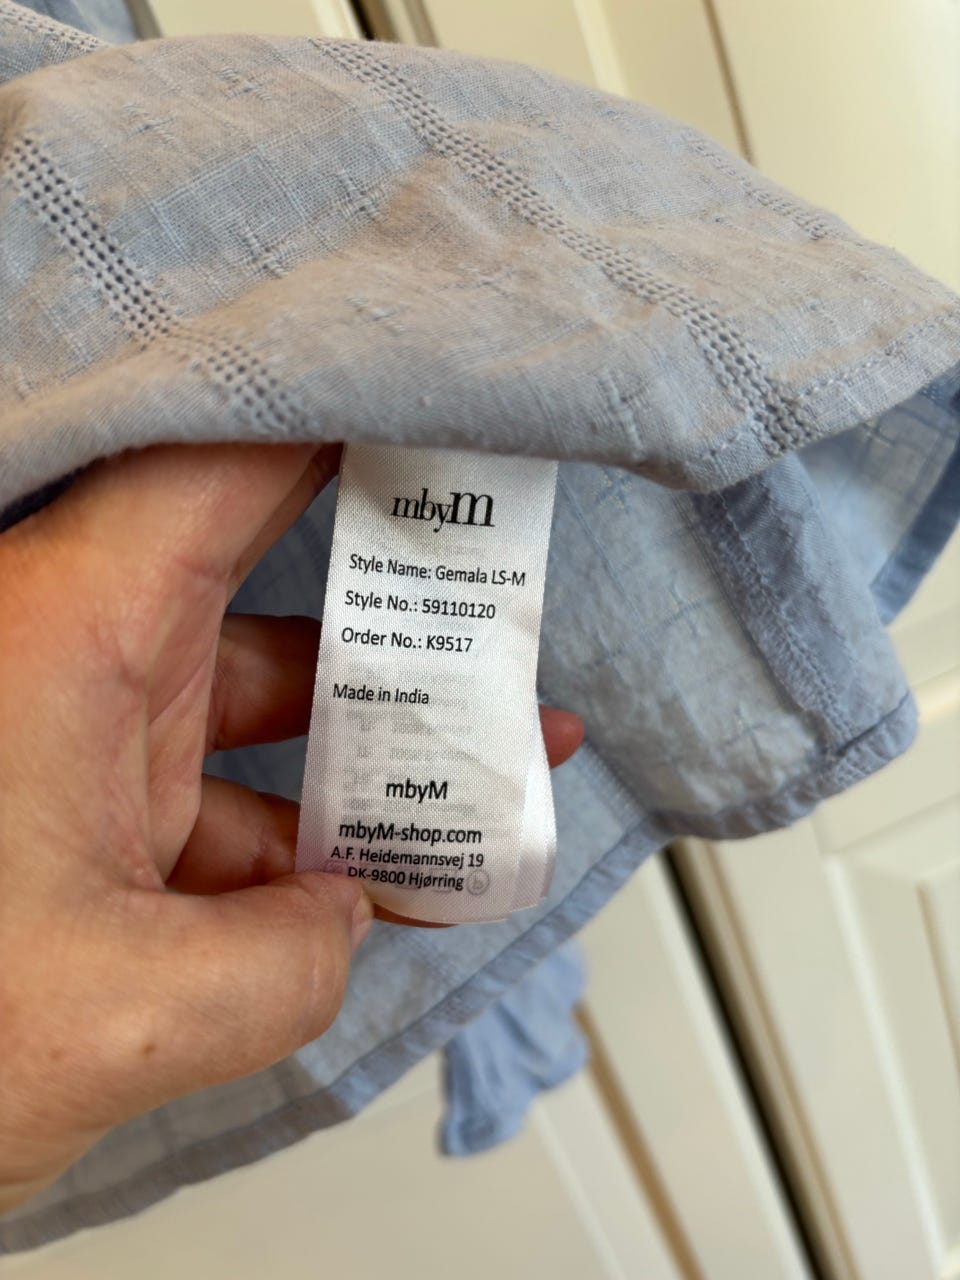 mbym
Style Name: Gemala LS-M
Style No.: 59110120
Order No.: K9517
Made in India
mbyM
mbyM-shop.com
A.F. Heidemannsvej 19
DK-9800 Hjørring